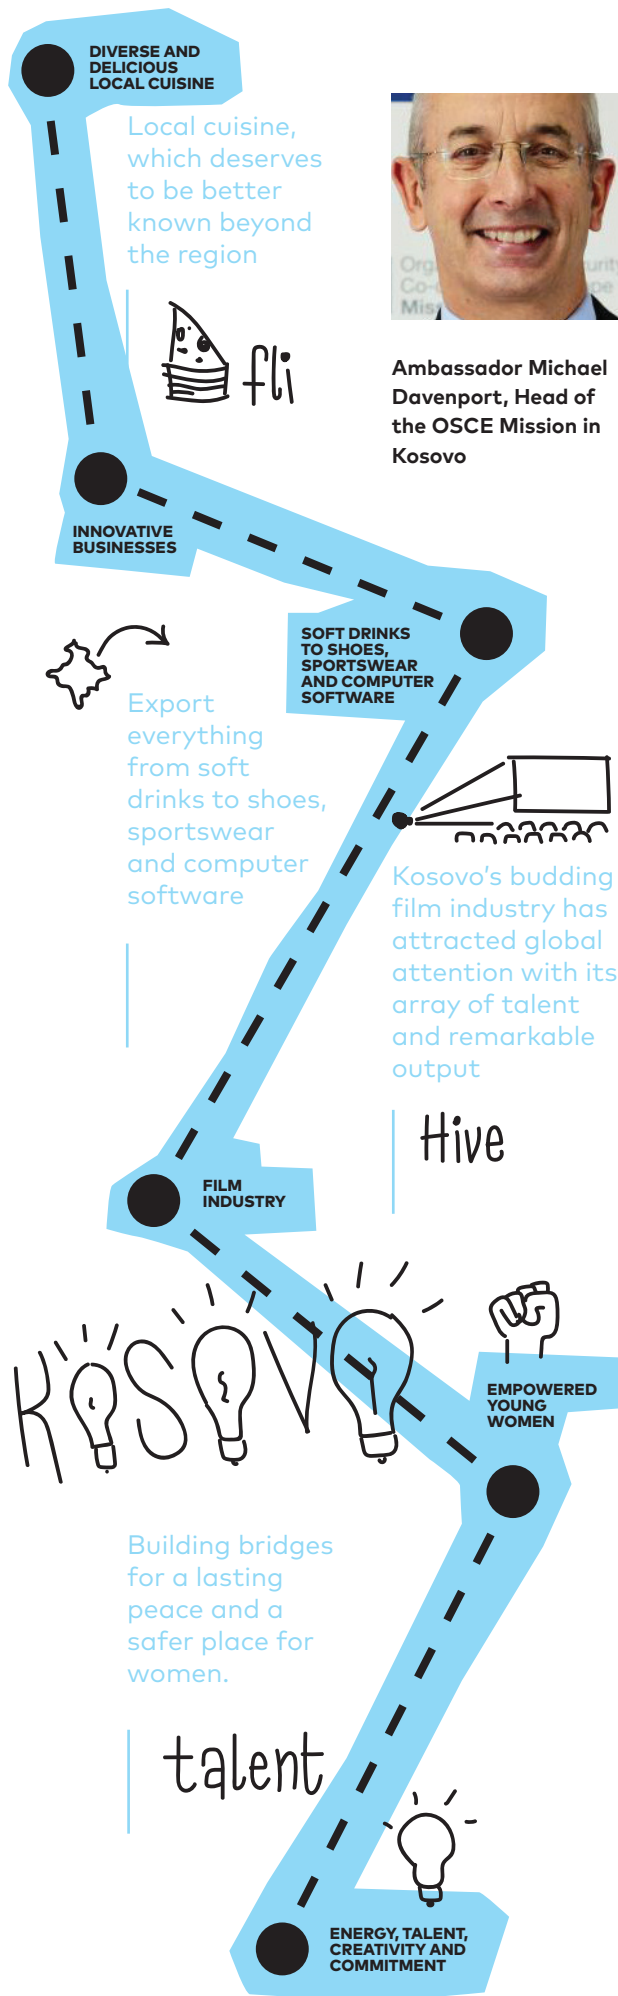 DIVERSE AND
DELICIOUS
LOCAL CUISINE
Local cuisine,
which deserves
to be better
known beyond
the region
fli
Ambassador Michael
Davenport, Head of
the OSCE Mission in
Kosovo
INNOVATIVE
BUSINESSES
SOFT DRINKS
TO SHOES,
SPORTSWEAR
AND COMPUTER
SOFTWARE
Export
everything
from soft
drinks to shoes,
sportswear
and computer
software
Kosovo's budding
film industry has
attracted global
attention with its
array of talent
and remarkable
output
Hive
FILM
INDUSTRY
KOSOVO
EMPOWERED
YOUNG
WOMEN
Building bridges
for a lasting
peace and a
safer place for
women.
talent
ENERGY, TALENT,
CREATIVITY AND
COMMITMENT